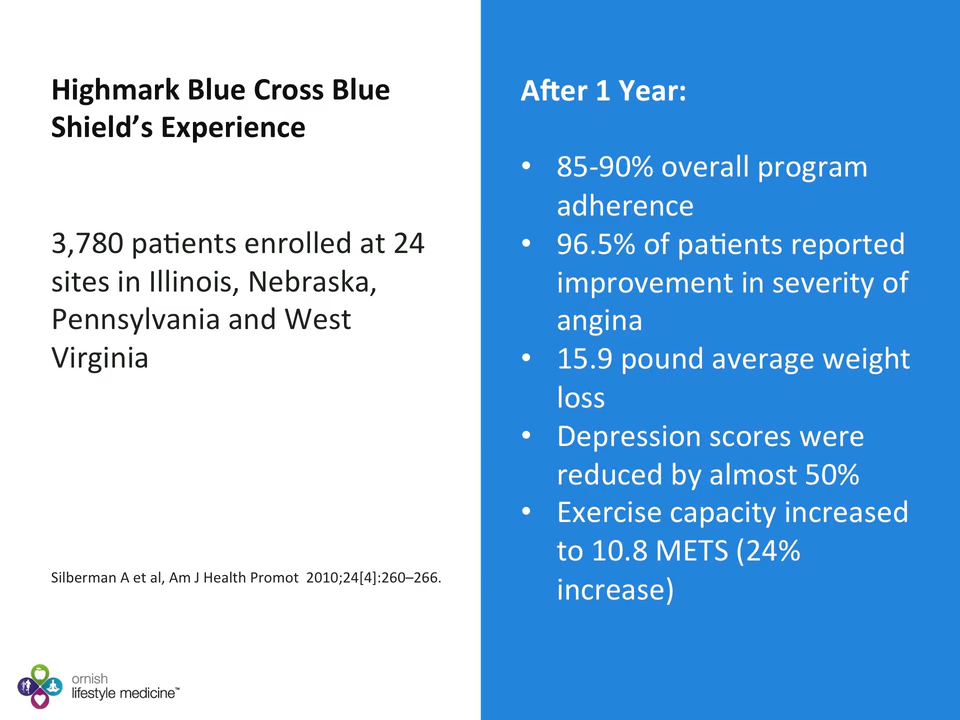 Highmark Blue Cross Blue
Shield’s Experience
3,780 patients enrolled at 24
sites in Illinois, Nebraska,
Pennsylvania and West
Virginia
Silberman A et al, Am J Health Promot 2010;24[4]:260–266.
ornish
lifestyle medicine™
After 1 Year:
• 85-90% overall program
adherence
• 96.5% of patients reported
improvement in severity of
angina
• 15.9 pound average weight
loss
• Depression scores were
reduced by almost 50%
• Exercise capacity increased
to 10.8 METS (24%
increase)